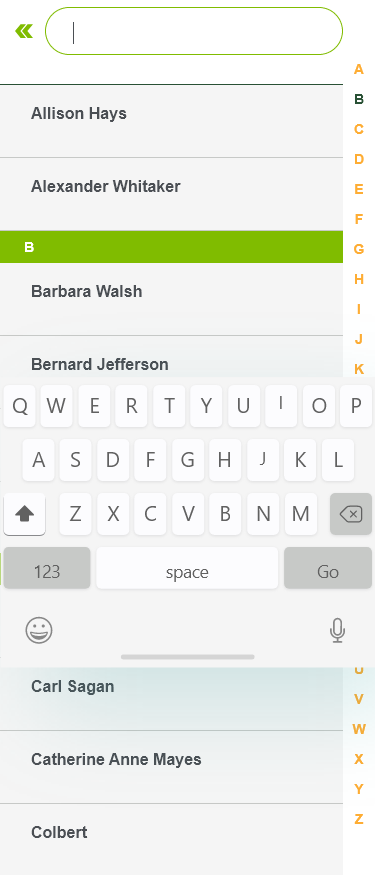 A
Allison Hays
B
C
D
Alexander Whitaker
E
F
B
G
H
Barbara Walsh
I
J
Bernard Jefferson
K
Q W E R T Y U I O P
A S D F G H J K L
Z X C V B N M
123 space Go
U
Carl Sagan
V
W
Catherine Anne Mayes
X
Y
Z
Colbert